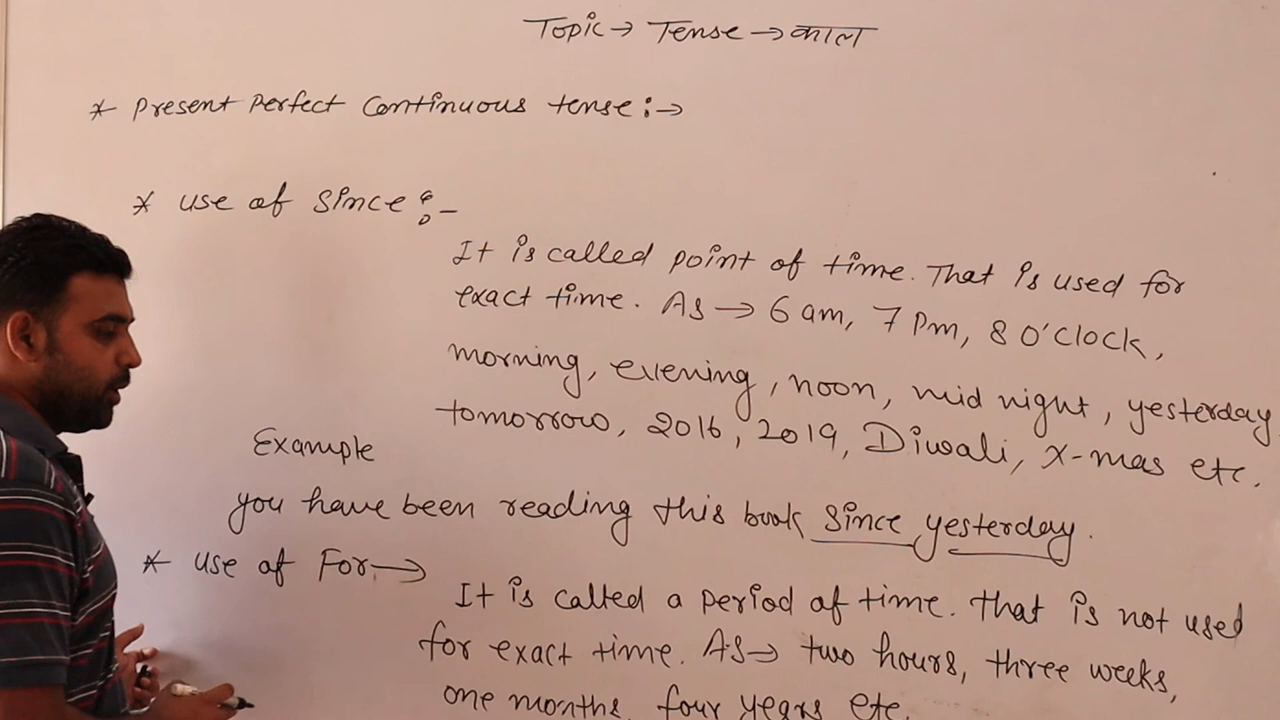 Topic → Tense → काल
* Present Perfect Continuous tense :→
* use of since :-
It is called point of time. That is used for
exact time. As → 6 am, 7 Pm, 8 O'clock,
morning, evening, noon, mid night, yesterday
tomorrow, 2016, 2019, Diwali, X-mas etc.
Example
you have been reading this book since yesterday.
* use of For →
It is called a period of time. that is not used
for exact time. As → two hours, three weeks,
one months, four years etc.